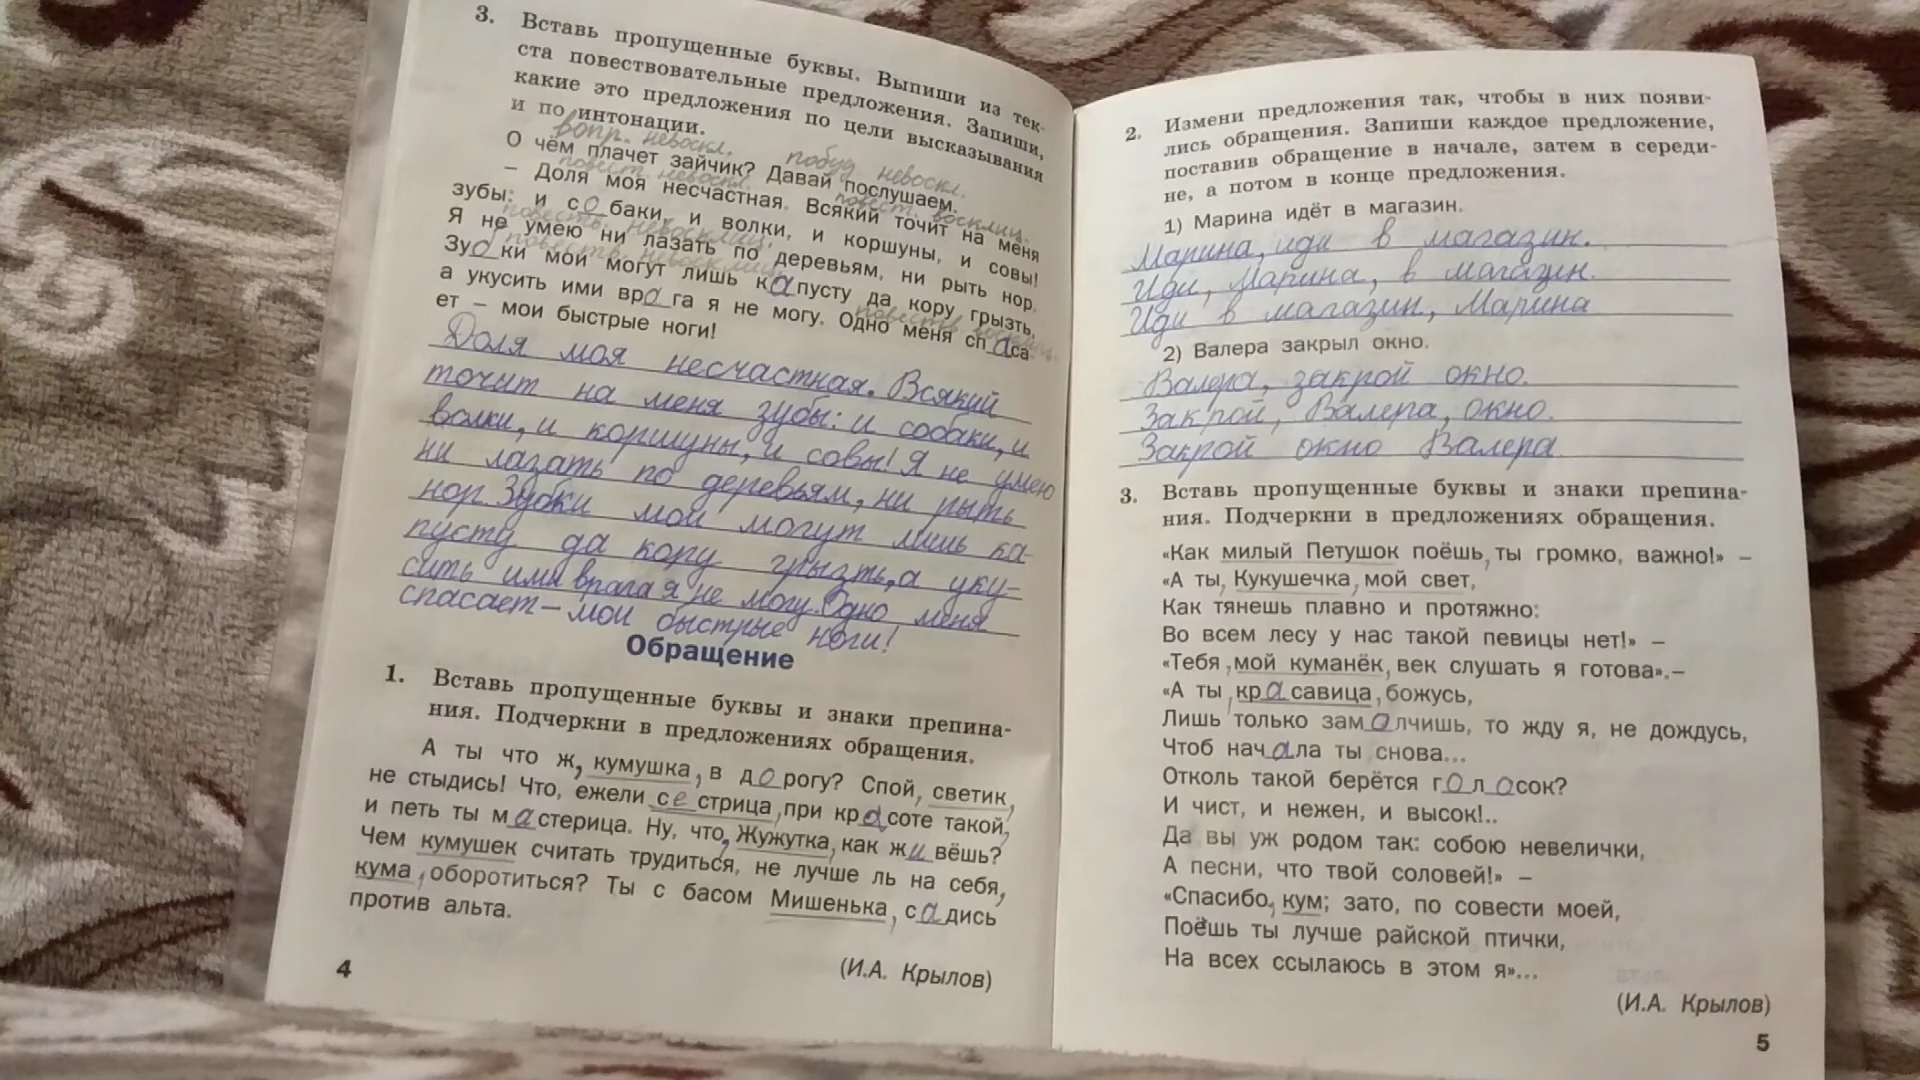 3. Вставь пропущенные буквы. Выпиши из тек-
ста повествовательные предложения. Запиши,
какие это предложения по цели высказывания
и по интонации.
вопр. невоскл. побуд невоскл.
О чём плачет зайчик? Давай послушаем.
повест. невоскл. повест. восклиц.
– Доля моя несчастная. Всякий точит на меня
зубы: и собаки, и волки, и коршуны, и совы!
повеств. невосклиц.
Я не умею ни лазать по деревьям, ни рыть нор.
повеств. невосклиц.
Зубки мои могут лишь капусту да кору грызть,
а укусить ими врага я не могу. Одно меня спаса
повеств. восклиц.
ет – мои быстрые ноги!
Доля моя несчастная. Всякий
точит на меня зубы: и собаки, и
волки, и коршуны, и совы! Я не умею
ни лазать по деревьям, ни рыть
нор. Зубки мои могут лишь ка-
пусту да кору грызть, а уку-
сить ими врага я не могу. Одно меня
спасает – мои быстрые ноги!
Обращение
1. Вставь пропущенные буквы и знаки препина-
ния. Подчеркни в предложениях обращения.
А ты что ж, кумушка, в дорогу? Спой, светик,
не стыдись! Что, ежели сестрица, при красоте такой,
и петь ты мастерица. Ну, что, Жужутка, как живёшь?
Чем кумушек считать трудиться, не лучше ль на себя,
кума, оборотиться? Ты с басом Мишенька, садись
против альта.
(И.А. Крылов)
4
2. Измени предложения так, чтобы в них появи-
лись обращения. Запиши каждое предложение,
поставив обращение в начале, затем в середи-
не, а потом в конце предложения.
1) Марина идёт в магазин.
Марина, иди в магазин.
Иди, Марина, в магазин.
Иди в магазин, Марина
2) Валера закрыл окно.
Валера, закрой окно.
Закрой, Валера, окно.
Закрой окно Валера.
3. Вставь пропущенные буквы и знаки препина-
ния. Подчеркни в предложениях обращения.
«Как милый Петушок поёшь, ты громко, важно!» –
«А ты, Кукушечка, мой свет,
Как тянешь плавно и протяжно:
Во всем лесу у нас такой певицы нет!» –
«Тебя, мой куманёк, век слушать я готова». –
«А ты, красавица, божусь,
Лишь только замолчишь, то жду я, не дождусь,
Чтоб начала ты снова...
Отколь такой берётся голосок?
И чист, и нежен, и высок!..
Да вы уж родом так: собою невелички,
А песни, что твой соловей!» –
«Спасибо, кум; зато, по совести моей,
Поёшь ты лучше райской птички,
На всех ссылаюсь в этом я»...
(И.А. Крылов)
5